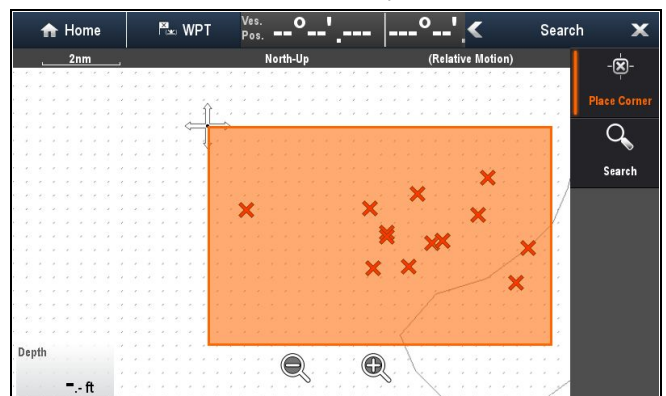 Home
WPT
Ves.
Pos. --°--'.--- ---°--'.
Search
2nm
North-Up
(Relative Motion)
Place Corner
Search
Depth
-.- ft